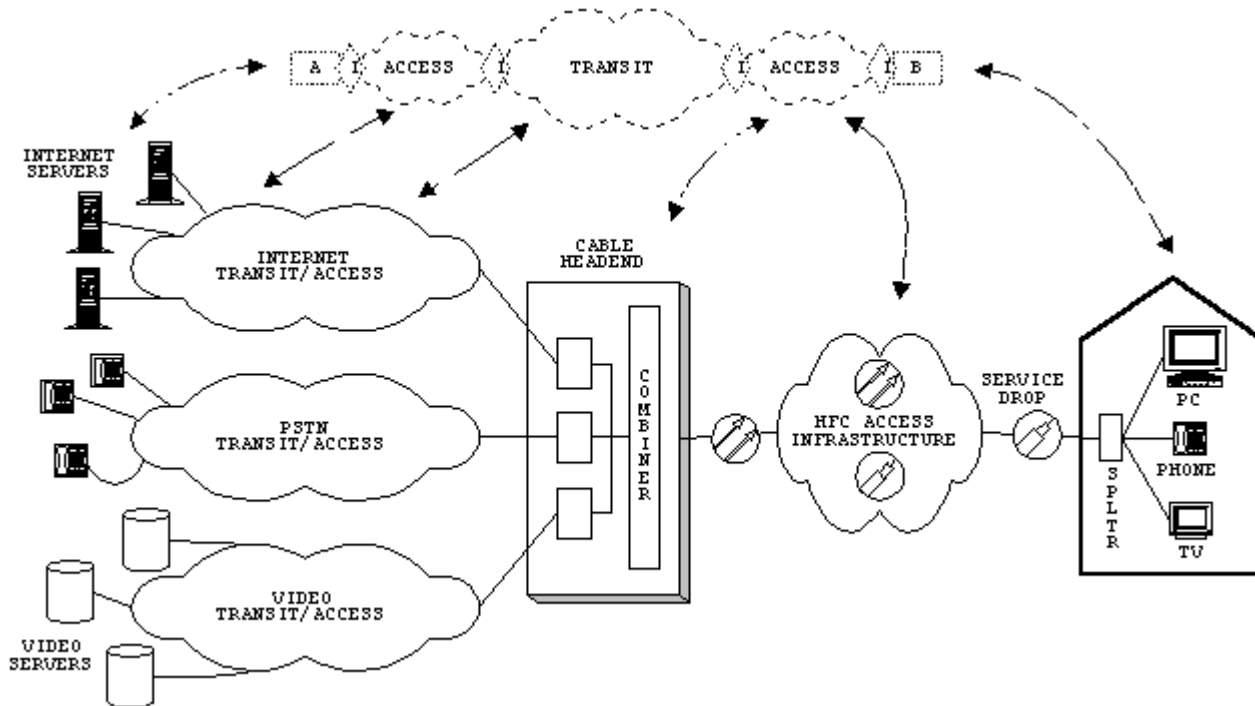 A I ACCESS I TRANSIT I ACCESS I B
INTERNET
SERVERS
INTERNET
TRANSIT/ACCESS
CABLE
HEADEND
COMBINER
PSTN
TRANSIT/ACCESS
HFC ACCESS
INFRASTRUCTURE
SERVICE
DROP
SPLTR
PC
PHONE
TV
VIDEO
TRANSIT/ACCESS
VIDEO
SERVERS